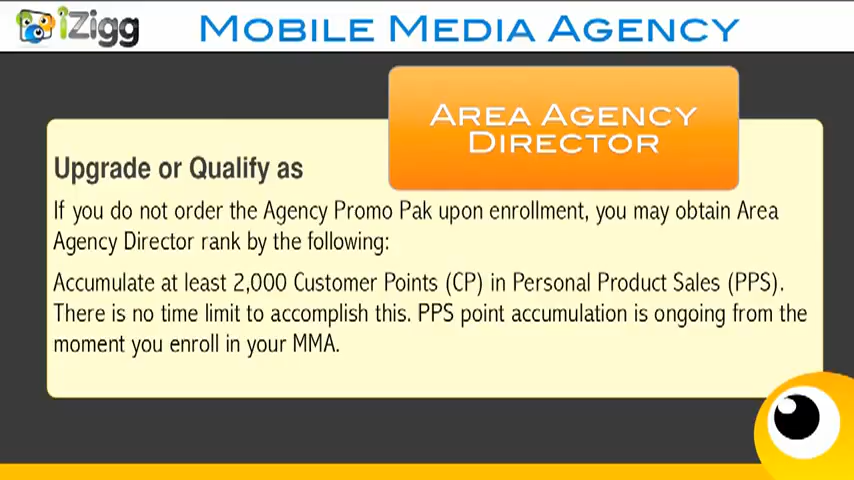 iZigg
MOBILE MEDIA AGENCY
AREA AGENCY
DIRECTOR
Upgrade or Qualify as
If you do not order the Agency Promo Pak upon enrollment, you may obtain Area
Agency Director rank by the following:
Accumulate at least 2,000 Customer Points (CP) in Personal Product Sales (PPS).
There is no time limit to accomplish this. PPS point accumulation is ongoing from the
moment you enroll in your MMA.